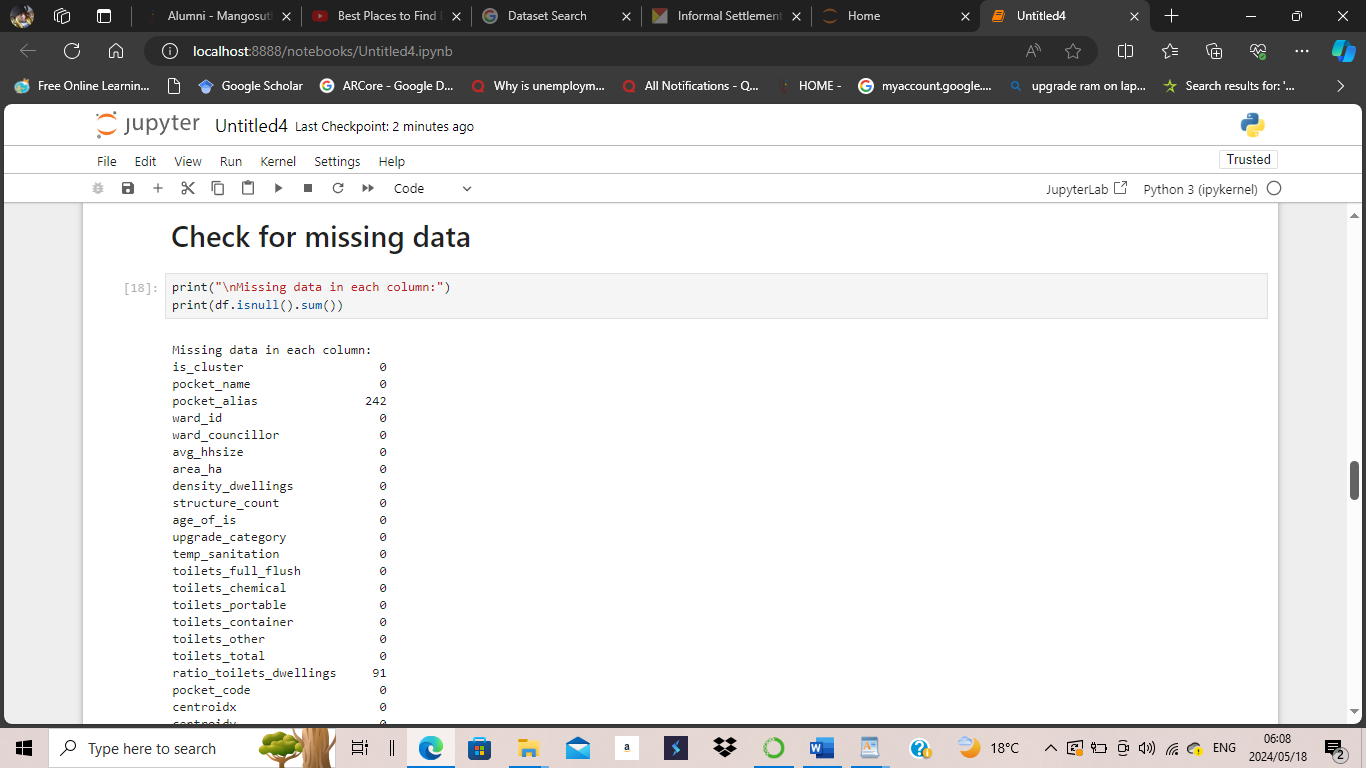 Alumni - Mangosut
Best Places to Find
Dataset Search
Informal Settlement
Home
Untitled4
localhost:8888/notebooks/Untitled4.ipynb
Free Online Learnin...
Google Scholar
ARCore - Google D...
Why is unemploym...
All Notifications - Q...
HOME -
myaccount.google....
upgrade ram on lap...
Search results for: '...
jupyter Untitled4 Last Checkpoint: 2 minutes ago
File Edit View Run Kernel Settings Help
Trusted
Code
JupyterLab
Python 3 (ipykernel)
Check for missing data
[18]: print("\nMissing data in each column:")
print(df.isnull().sum())
Missing data in each column:
is_cluster 0
pocket_name 0
pocket_alias 242
ward_id 0
ward_councillor 0
avg_hhsize 0
area_ha 0
density_dwellings 0
structure_count 0
age_of_is 0
upgrade_category 0
temp_sanitation 0
toilets_full_flush 0
toilets_chemical 0
toilets_portable 0
toilets_container 0
toilets_other 0
toilets_total 0
ratio_toilets_dwellings 91
pocket_code 0
centroidx 0
centroidy 0
Type here to search
a
18°C
ENG
06:08
2024/05/18
2